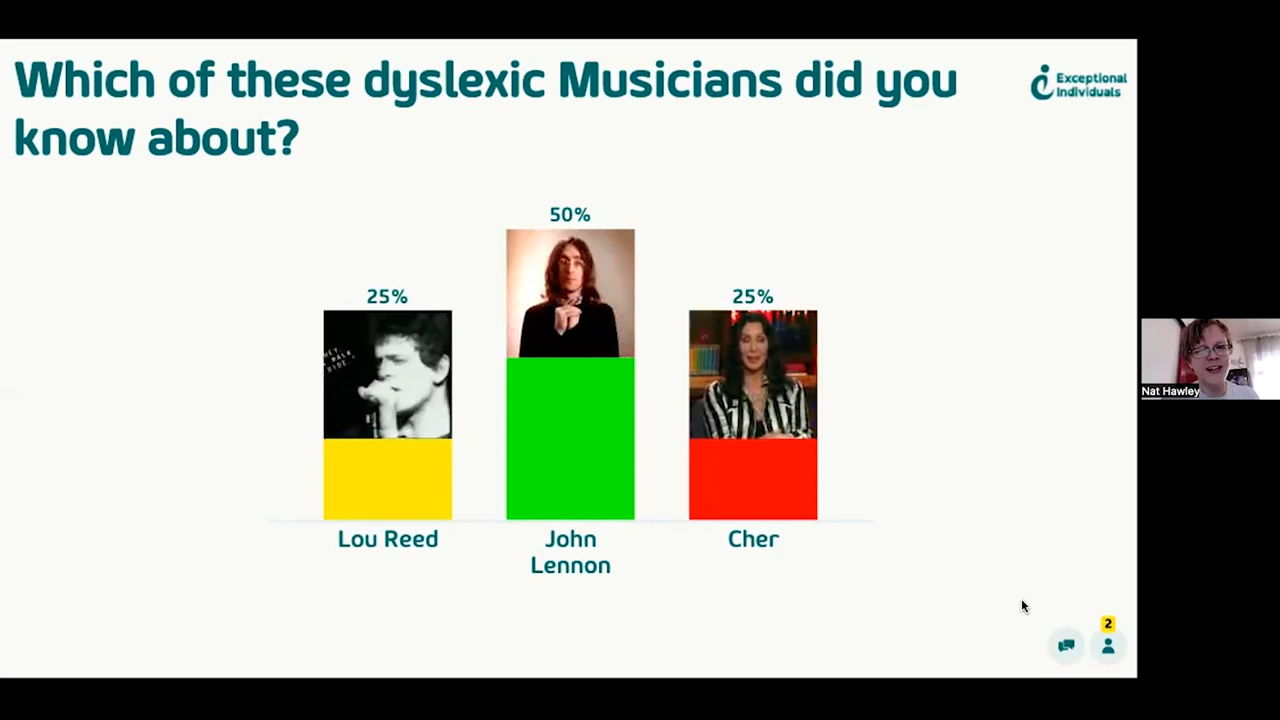 Which of these dyslexic Musicians did you
know about?
Exceptional
Individuals
50%
25%
25%
Lou Reed
John
Lennon
Cher
Nat Hawley
2